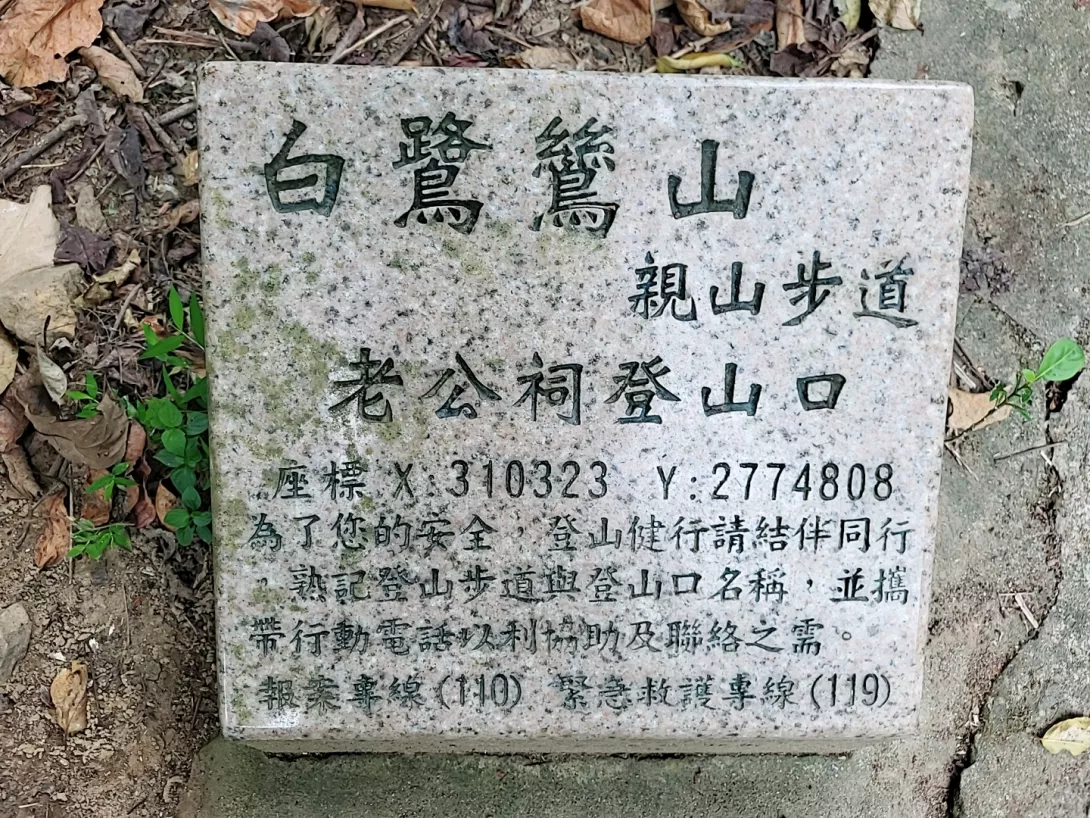 白鷺鷥山
親山步道
老公祠登山口
座標 X:310323 Y:2774808
為了您的安全，登山健行請結伴同行
。熟記登山步道與登山口名稱，並攜
帶行動電話以利協助及聯絡之需。
報案專線(110) 緊急救護專線(119)